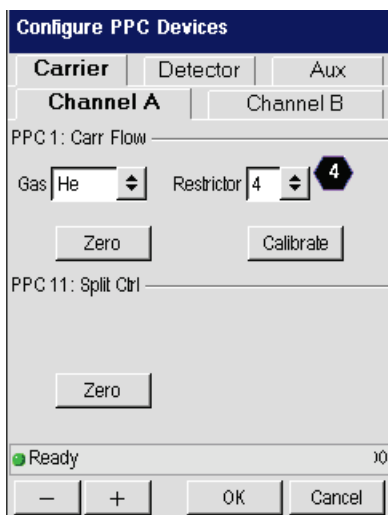 Configure PPC Devices
Carrier Detector Aux
Channel A Channel B
PPC 1: Carr Flow
Gas He Restrictor 4 4
Zero Calibrate
PPC 11: Split Ctrl
Zero
Ready
− + OK Cancel